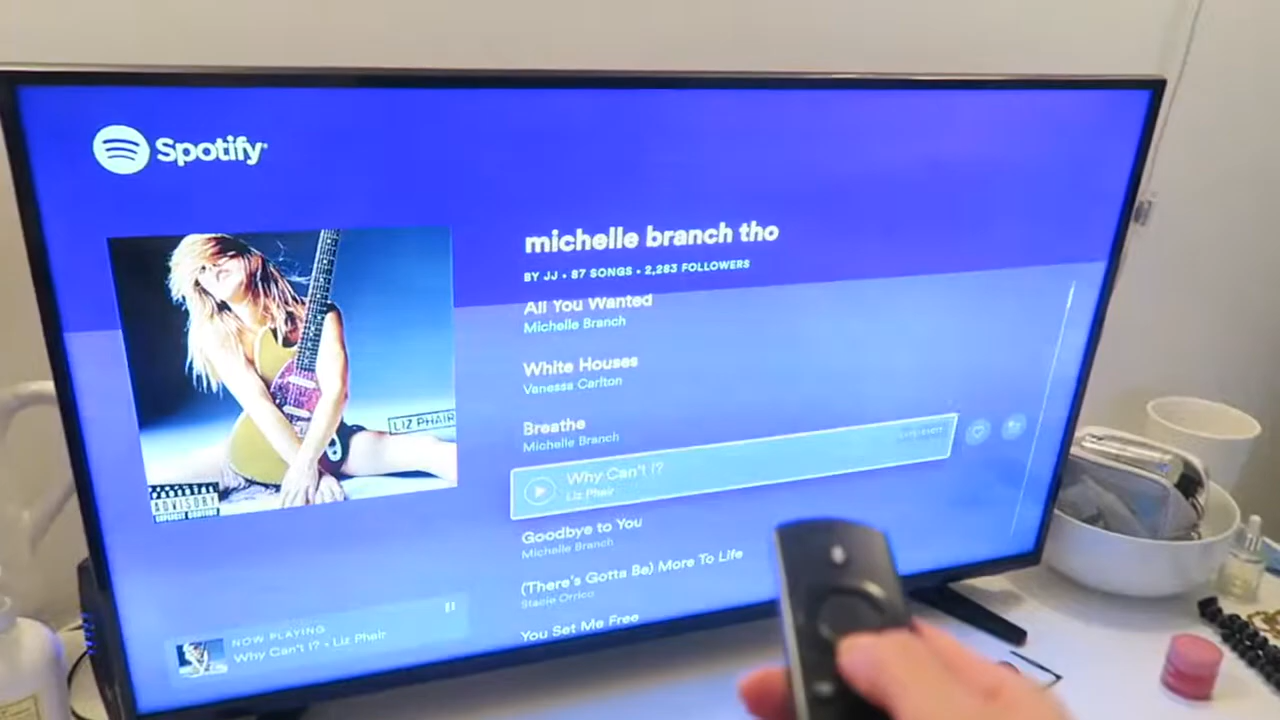 Spotify
michelle branch tho
BY JJ • 87 SONGS • 2,283 FOLLOWERS
All You Wanted
Michelle Branch
White Houses
Vanessa Carlton
Breathe
Michelle Branch
Why Can't I?
Liz Phair
Goodbye to You
Michelle Branch
(There's Gotta Be) More To Life
Stacie Orrico
You Set Me Free
LIZ PHAIR
ADVISORY
EXPLICIT CONTENT
NOW PLAYING
Why Can't I? • Liz Phair